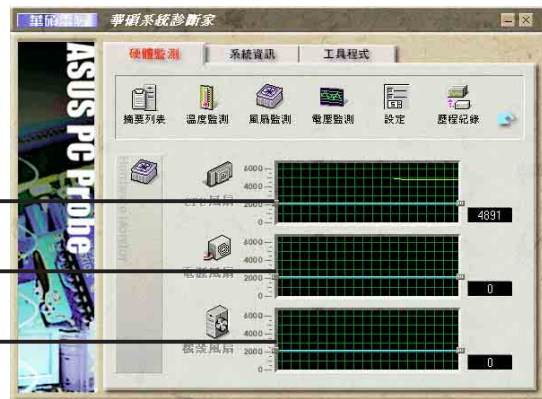 華碩系統診斷家
ASUS PC Probe
硬體監測
系統資訊
工具程式
摘要列表
溫度監測
風扇監測
電壓監測
設定
歷程紀錄
Hardware Monitor
6000
4000
2000
0
CPU風扇
4891
6000
4000
2000
0
電源風扇
0
6000
4000
2000
0
機殼風扇
0